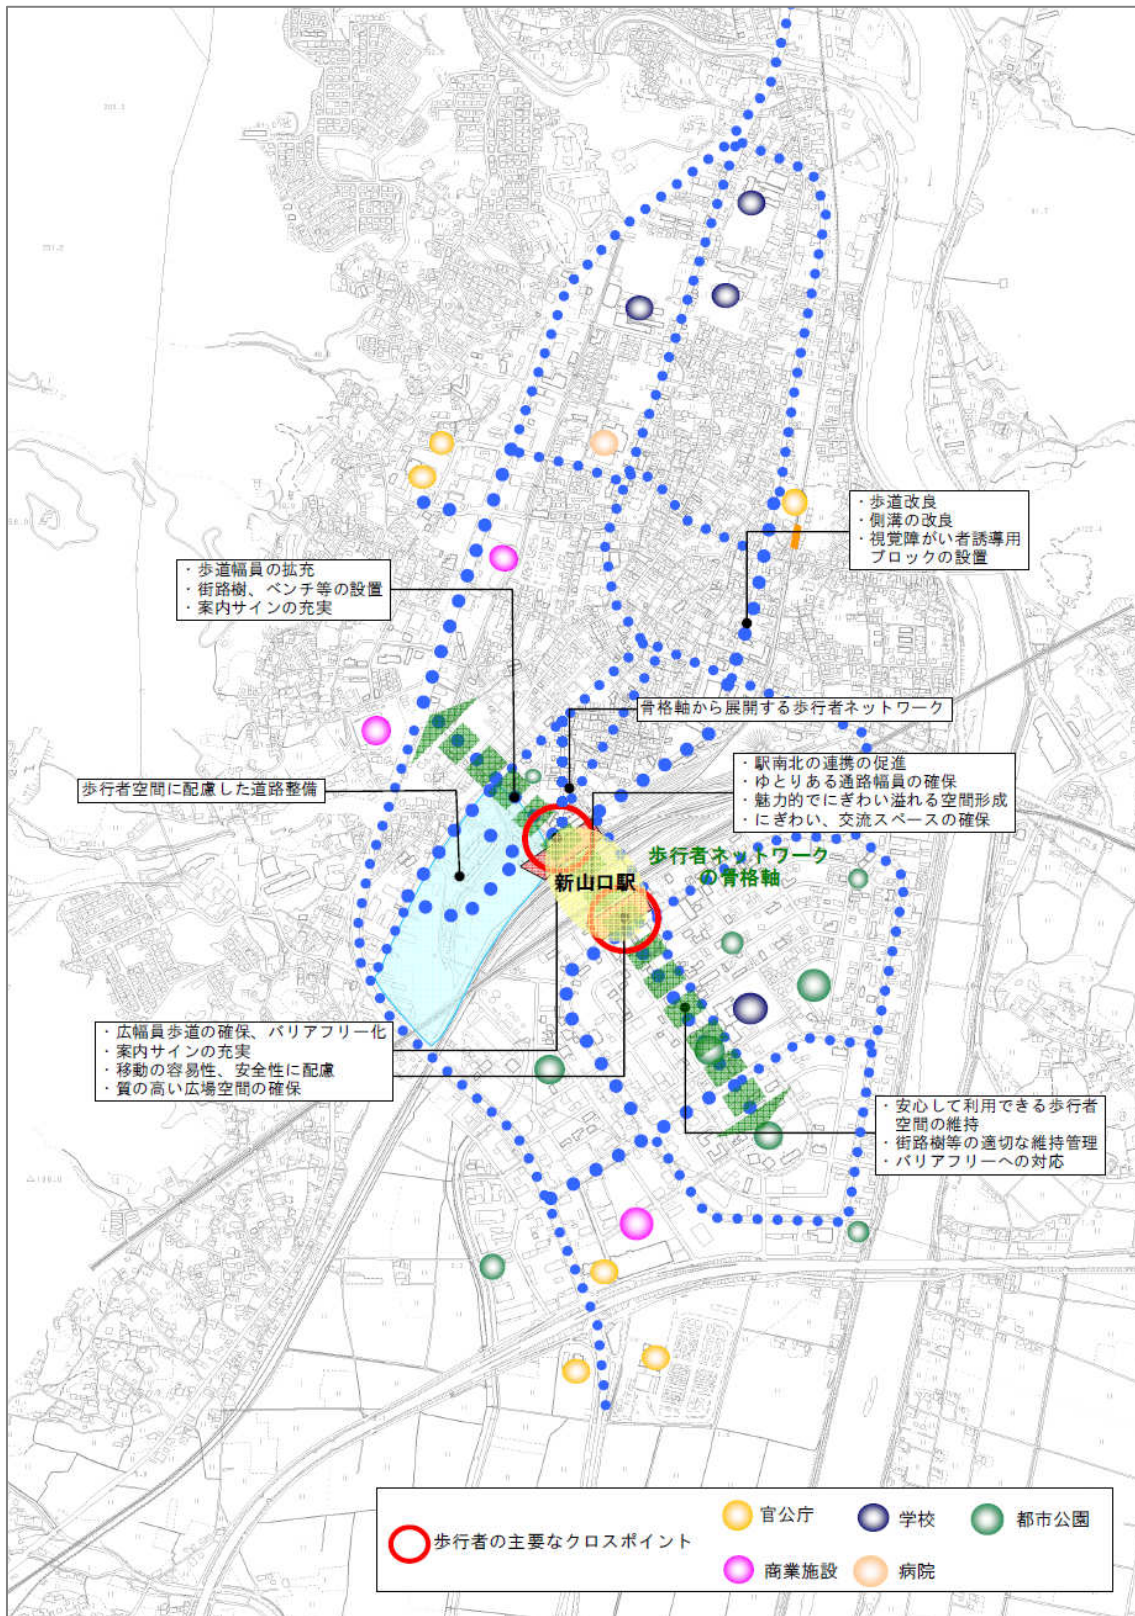 ・歩道改良
・側溝の改良
・視覚障がい者誘導用
ブロックの設置
・歩道幅員の拡充
・街路樹、ベンチ等の設置
・案内サインの充実
骨格軸から展開する歩行者ネットワーク
・駅南北の連携の促進
・ゆとりある通路幅員の確保
・魅力的でにぎわい溢れる空間形成
・にぎわい、交流スペースの確保
歩行者空間に配慮した道路整備
歩行者ネットワーク
の骨格軸
新山口駅
・広幅員歩道の確保、バリアフリー化
・案内サインの充実
・移動の容易性、安全性に配慮
・質の高い広場空間の確保
・安心して利用できる歩行者
空間の維持
・街路樹等の適切な維持管理
・バリアフリーへの対応
歩行者の主要なクロスポイント
官公庁
学校
都市公園
商業施設
病院